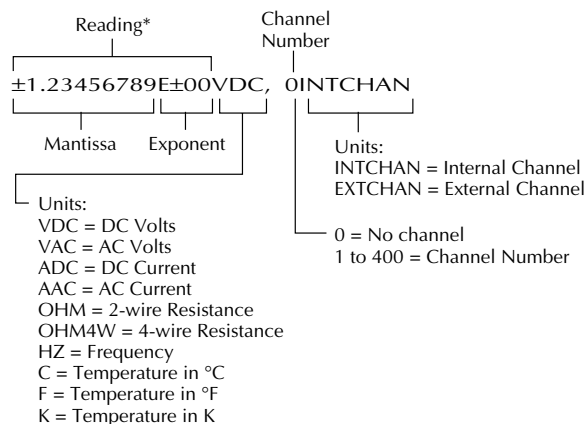 Reading*
Channel
Number
±1.23456789E±00VDC, 0INTCHAN
Mantissa
Exponent
Units:
INTCHAN = Internal Channel
EXTCHAN = External Channel
0 = No channel
1 to 400 = Channel Number
Units:
VDC = DC Volts
VAC = AC Volts
ADC = DC Current
AAC = AC Current
OHM = 2-wire Resistance
OHM4W = 4-wire Resistance
HZ = Frequency
C = Temperature in °C
F = Temperature in °F
K = Temperature in K